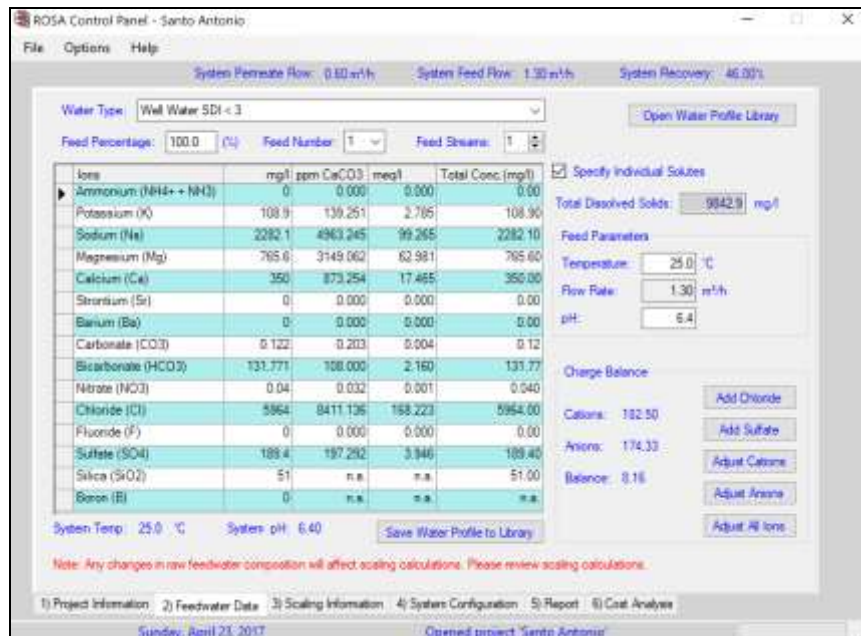 ROSA Control Panel - Santo Antonio
File Options Help
System Permeate Flow: 0.60 m³/h System Feed Flow: 1.30 m³/h System Recovery: 46.00%
Water Type: Well Water SDI < 3 Open Water Profile Library
Feed Percentage: 100.0 (%) Feed Number: 1 Feed Streams: 1
Ions mg/l ppm CaCO3 meq/l Total Conc.(mg/l)
Ammonium (NH4+ + NH3) 0 0.000 0.000 0.00
Potassium (K) 108.9 139.251 2.785 108.90
Sodium (Na) 2282.1 4963.245 99.265 2282.10
Magnesium (Mg) 765.6 3149.062 62.981 765.60
Calcium (Ca) 350 873.254 17.465 350.00
Strontium (Sr) 0 0.000 0.000 0.00
Barium (Ba) 0 0.000 0.000 0.00
Carbonate (CO3) 0.122 0.203 0.004 0.12
Bicarbonate (HCO3) 131.771 108.000 2.160 131.77
Nitrate (NO3) 0.04 0.032 0.001 0.040
Chloride (Cl) 5964 8411.136 168.223 5964.00
Fluoride (F) 0 0.000 0.000 0.00
Sulfate (SO4) 189.4 197.292 3.946 189.40
Silica (SiO2) 51 n.a. n.a. 51.00
Boron (B) 0 n.a. n.a. n.a.
Specify Individual Solutes
Total Dissolved Solids: 9842.9 mg/l
Feed Parameters
Temperature: 25.0 °C
Flow Rate: 1.30 m³/h
pH: 6.4
Charge Balance
Add Chloride
Cations: 182.50
Add Sulfate
Anions: 174.33
Adjust Cations
Balance: 8.16
Adjust Anions
Adjust All Ions
System Temp: 25.0 °C System pH: 6.40 Save Water Profile to Library
Note: Any changes in raw feedwater composition will affect scaling calculations. Please review scaling calculations.
1) Project Information 2) Feedwater Data 3) Scaling Information 4) System Configuration 5) Report 6) Cost Analysis
Sunday, April 23, 2017 Opened project 'Santo Antonio'